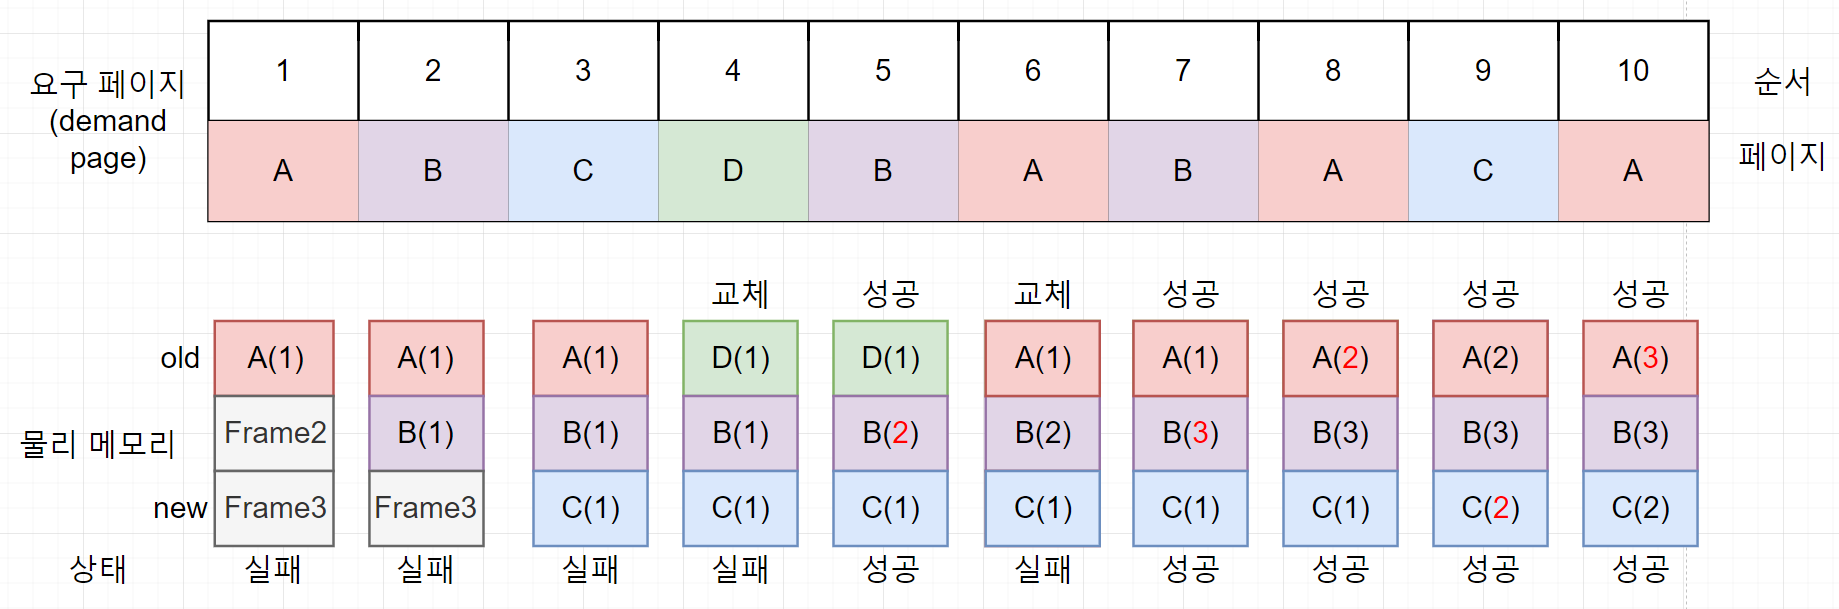 요구 페이지
(demand
page)
1 2 3 4 5 6 7 8 9 10
순서
A B C D B A B A C A
페이지
교체 성공 교체 성공 성공 성공 성공
old A(1) A(1) A(1) D(1) D(1) A(1) A(1) A(2) A(2) A(3)
물리 메모리 Frame2 B(1) B(1) B(1) B(2) B(2) B(3) B(3) B(3) B(3)
new Frame3 Frame3 C(1) C(1) C(1) C(1) C(1) C(1) C(2) C(2)
상태 실패 실패 실패 실패 성공 실패 성공 성공 성공 성공